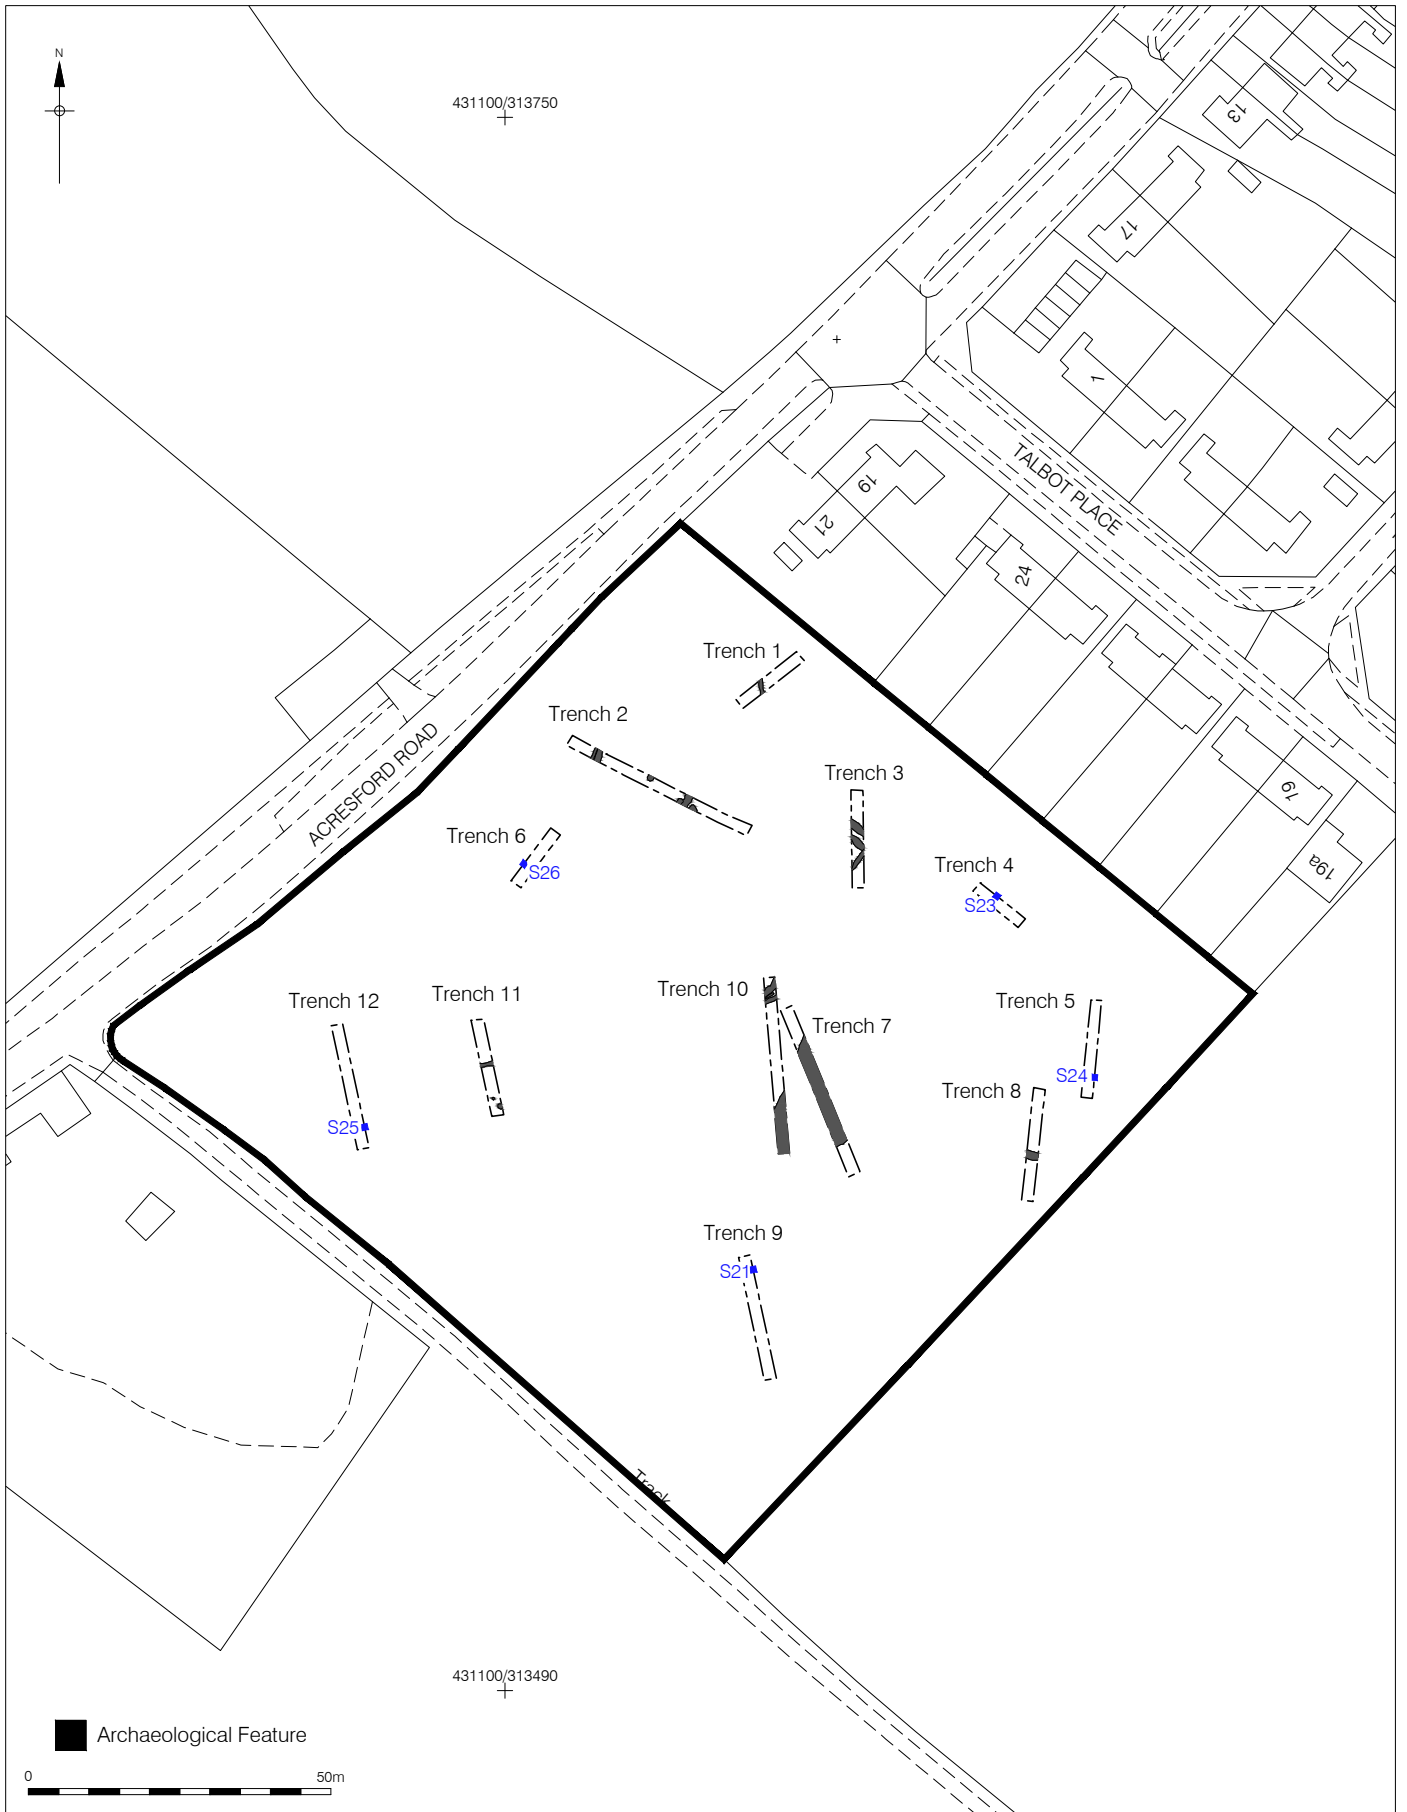 N
431100/313750
13
17
1
TALBOT PLACE
19
21
24
Trench 1
Trench 2
ACRESFORD ROAD
Trench 3
79
Trench 6
S26
Trench 4
S23
19a
Trench 12
Trench 11
Trench 10
Trench 5
Trench 7
S24
Trench 8
S25
Trench 9
S21
Track
431100/313490
Archaeological Feature
0 50m